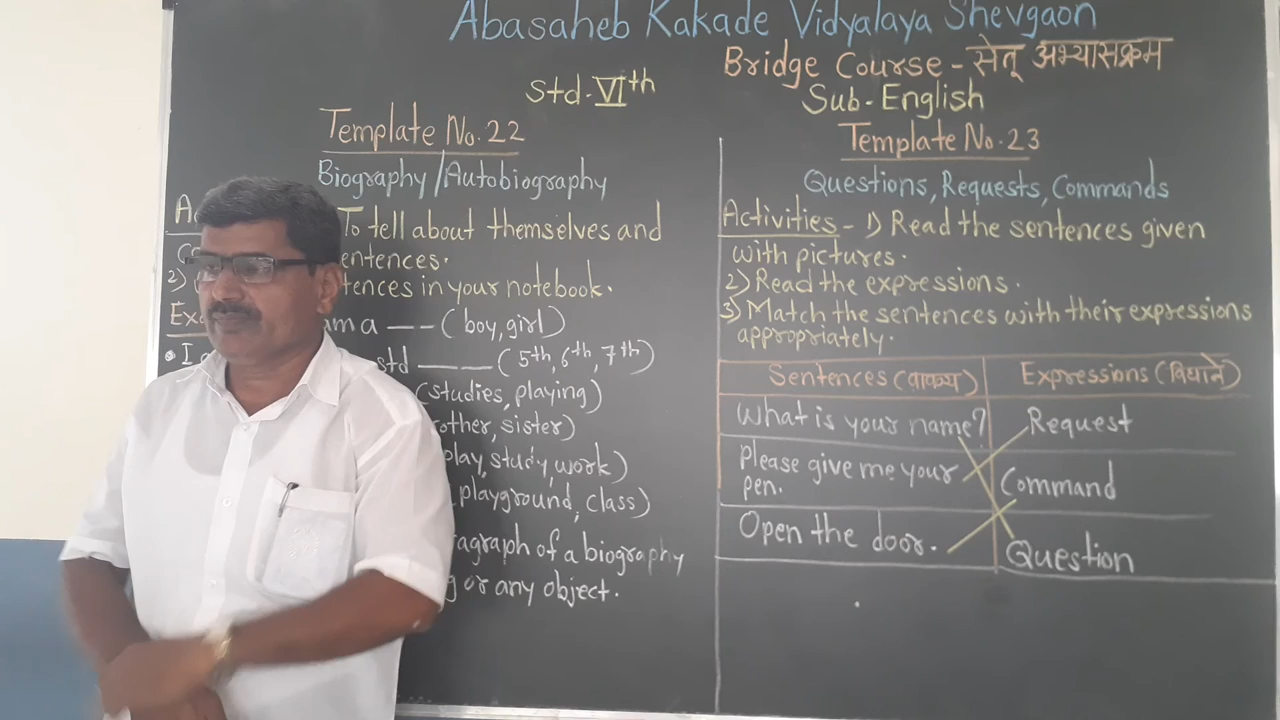 Abasaheb Kakade Vidyalaya Shevgaon
Bridge Course - सेतू अभ्यासक्रम
Std - VIth
Sub - English
Template No. 22
Biography/Autobiography
To tell about themselves and
entences.
2)
tences in your notebook.
am a —— (boy, girl)
• I
std ——— (5th, 6th, 7th)
(studies, playing)
other, sister)
play, study, work)
playground, class)
ragraph of a biography
g or any object.
Template No. 23
Questions, Requests, Commands
Activities - 1) Read the sentences given
with pictures.
2) Read the expressions.
3) Match the sentences with their expressions
appropriately.
Sentences (वाक्य) Expressions (विधाने)
What is your name? Request
Please give me your
pen. Command
Open the door. Question